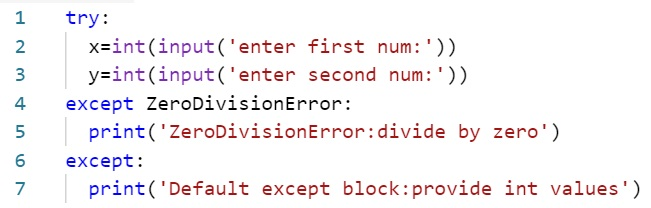 1 try:
2   x=int(input('enter first num:'))
3   y=int(input('enter second num:'))
4 except ZeroDivisionError:
5   print('ZeroDivisionError:divide by zero')
6 except:
7   print('Default except block:provide int values')